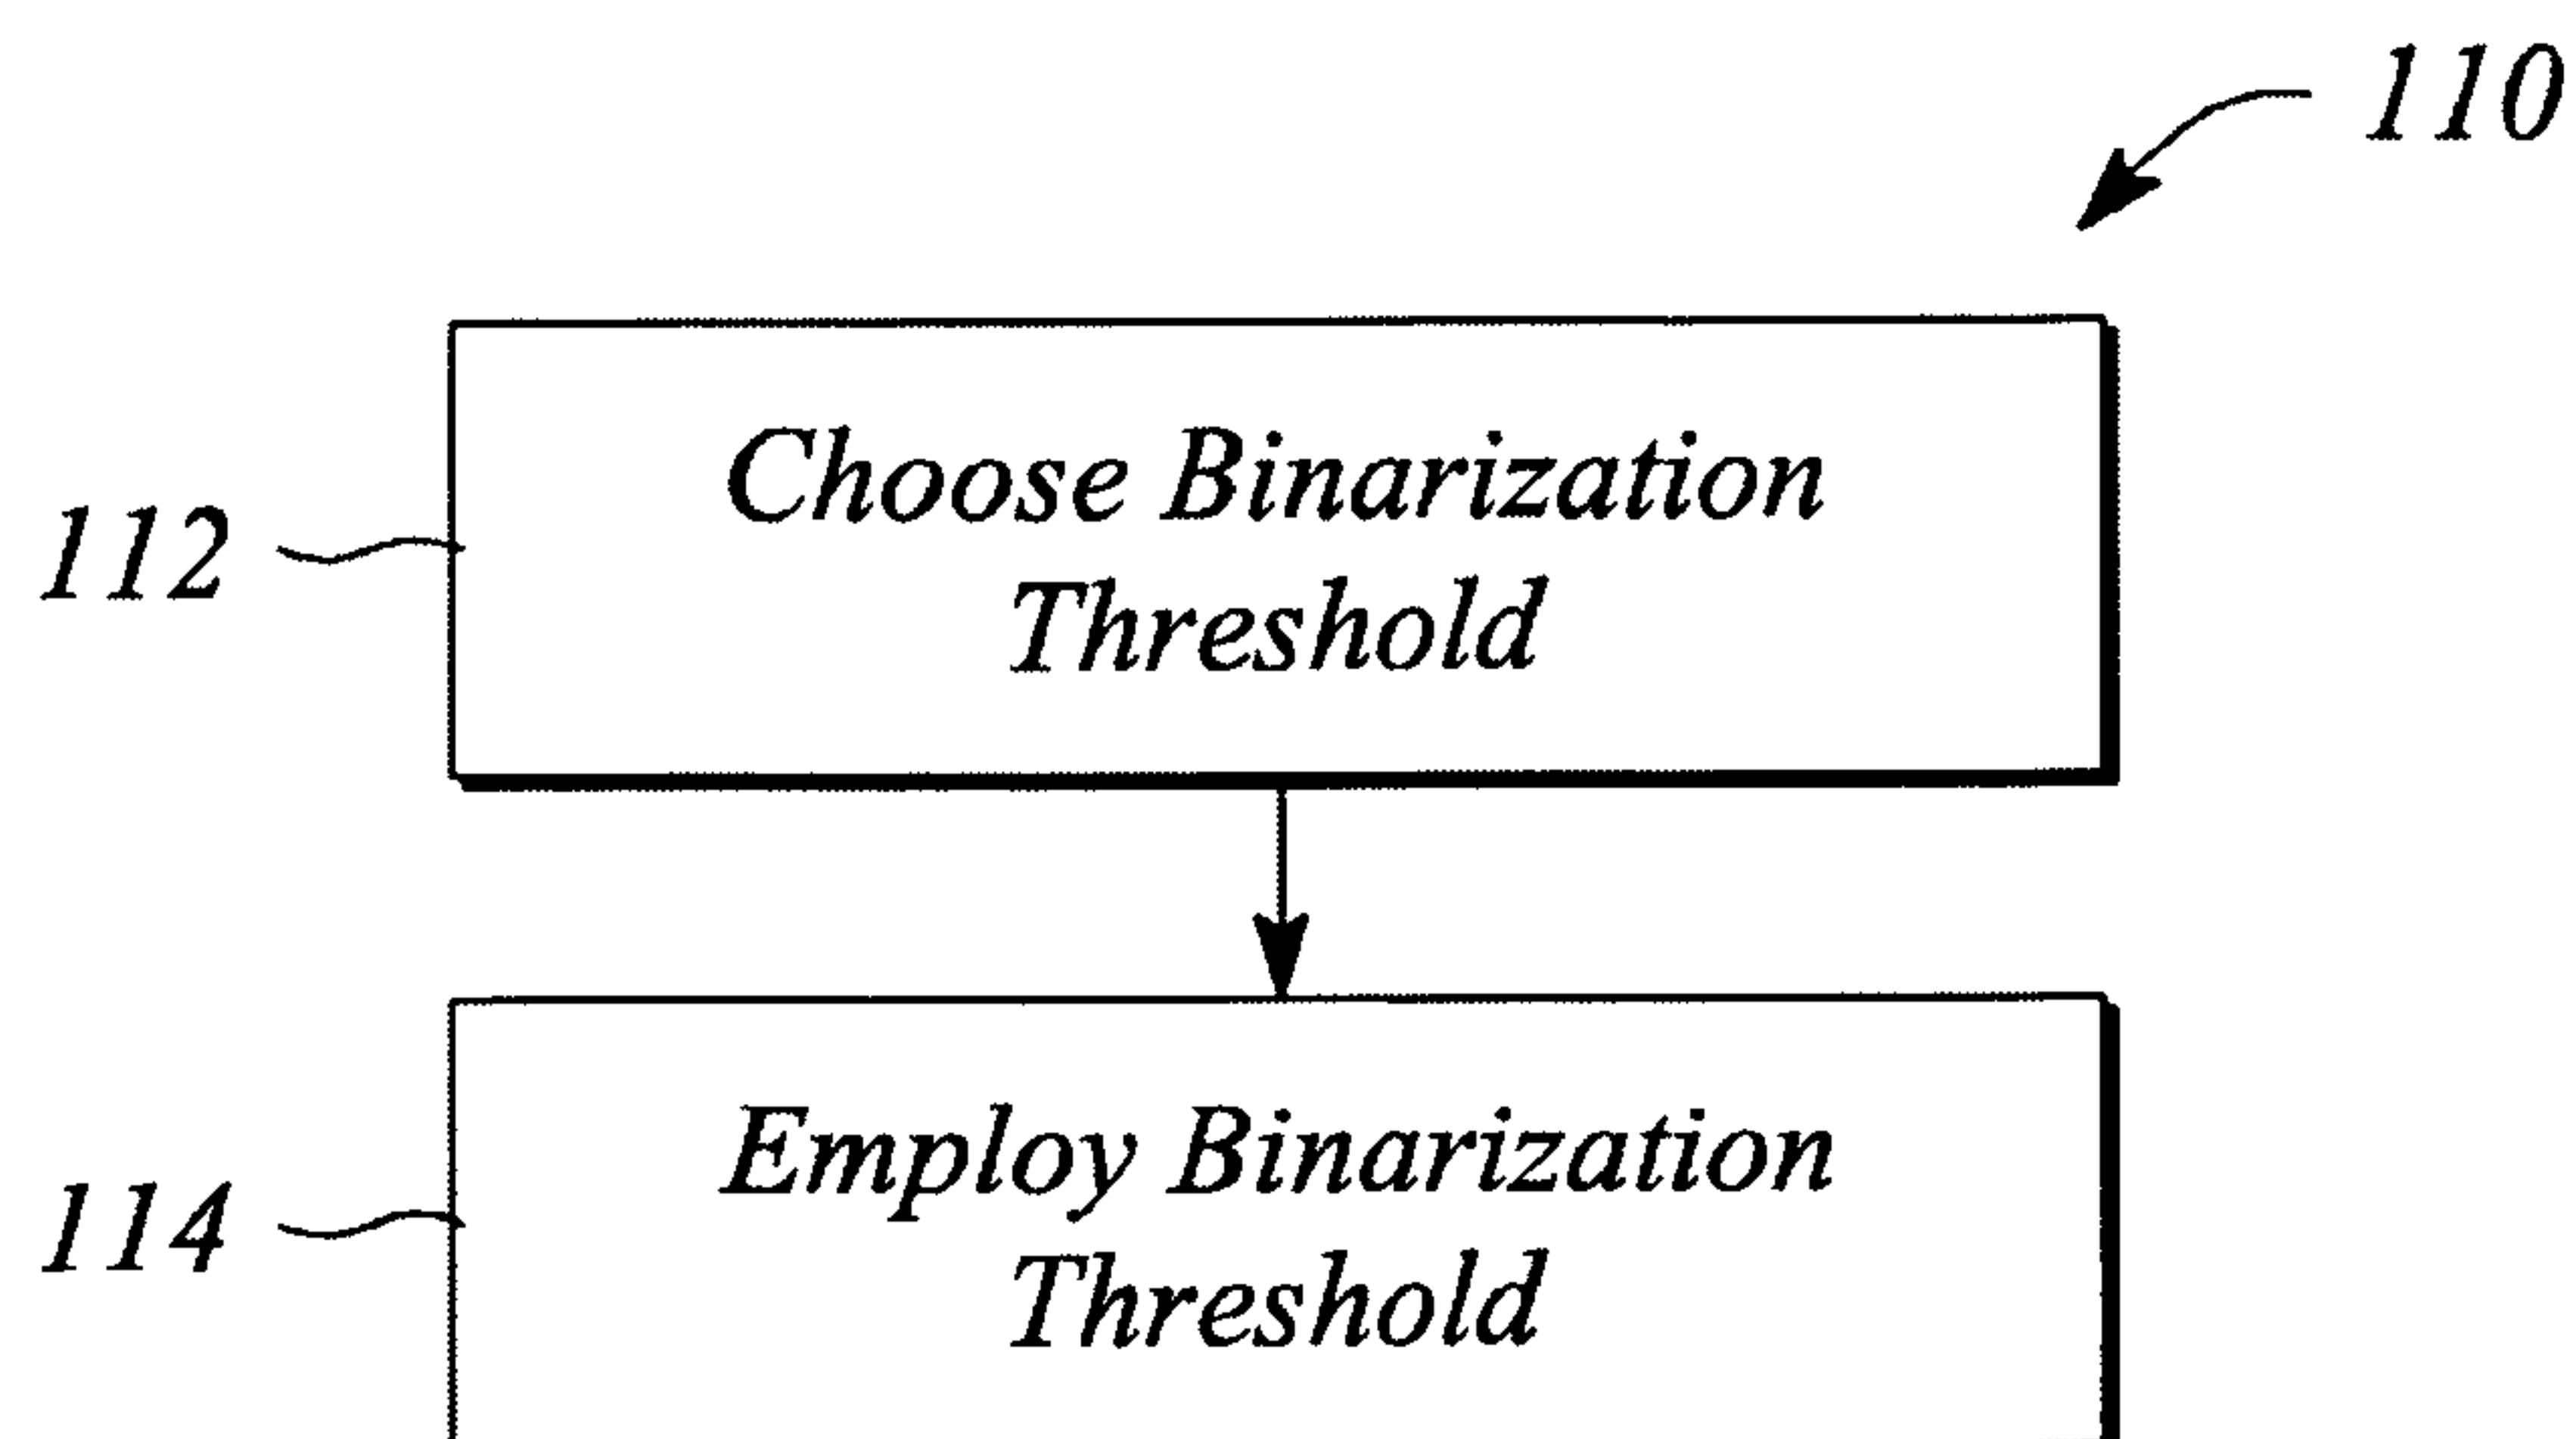 110
Choose Binarization
Threshold
112
Employ Binarization
Threshold
114